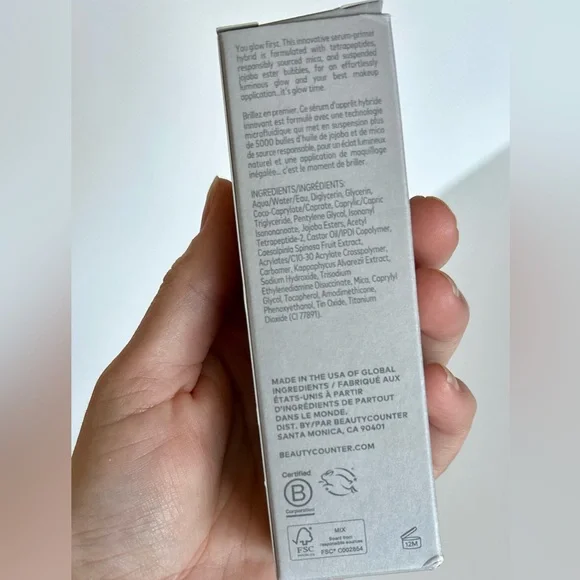 You glow first. This innovative serum-primer
hybrid is formulated with tetrapeptides,
responsibly sourced mica, and suspended
jojoba ester bubbles, for an effortlessly
luminous glow and your best makeup
application...it's glow time.
Brillez en premier. Ce sérum d'apprêt hybride
innovant est formulé avec une technologie
microfluidique qui met en suspension plus
de 5000 bulles d'huile de jojoba et de mica
de source responsable, pour un éclat lumineux
naturel et une application de maquillage
inégalée... c'est le moment de briller.
INGREDIENTS/INGRÉDIENTS:
Aqua/Water/Eau, Diglycerin, Glycerin,
Coco-Caprylate/Caprate, Caprylic/Capric
Triglyceride, Pentylene Glycol, Isononyl
Isononanoate, Jojoba Esters, Acetyl
Tetrapeptide-2, Castor Oil/IPDI Copolymer,
Caesalpinia Spinosa Fruit Extract,
Acrylates/C10-30 Acrylate Crosspolymer,
Carbomer, Kappaphycus Alvarezii Extract,
Sodium Hydroxide, Trisodium
Ethylenediamine Disuccinate, Mica, Caprylyl
Glycol, Tocopherol, Amodimethicone,
Phenoxyethanol, Tin Oxide, Titanium
Dioxide (CI 77891).
MADE IN THE USA OF GLOBAL
INGREDIENTS / FABRIQUÉ AUX
ÉTATS-UNIS À PARTIR
D'INGRÉDIENTS DE PARTOUT
DANS LE MONDE.
DIST. BY/PAR BEAUTYCOUNTER
SANTA MONICA, CA 90401
BEAUTYCOUNTER.COM
Certified
B
Corporation
FSC
MIX
Board from
responsible sources
FSC® C002854
12M